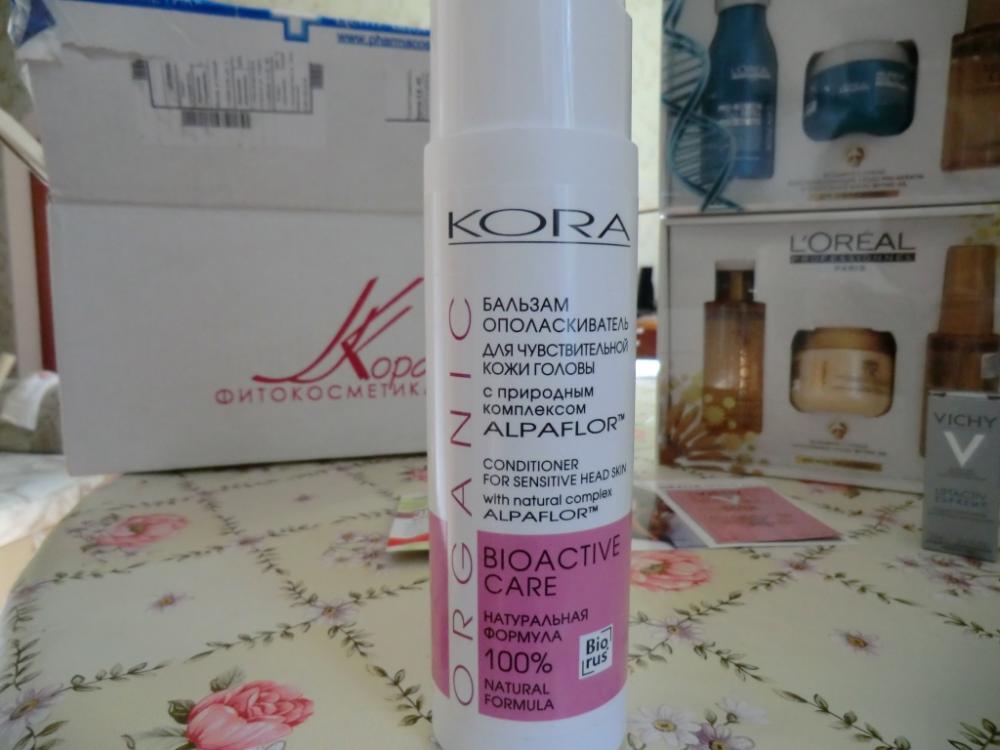 www.pharmacos
Кора
ФИТОКОСМЕТИКА
KORA
ORGANIC
БАЛЬЗАМ
ОПОЛАСКИВАТЕЛЬ
ДЛЯ ЧУВСТВИТЕЛЬНОЙ
КОЖИ ГОЛОВЫ
с природным
комплексом
ALPAFLOR™
CONDITIONER
FOR SENSITIVE HEAD SKIN
with natural complex
ALPAFLOR™
BIOACTIVE
CARE
НАТУРАЛЬНАЯ
ФОРМУЛА
100%
NATURAL
FORMULA
Bio
rus
L'ORÉAL
PROFESSIONNEL
PARIS
VICHY